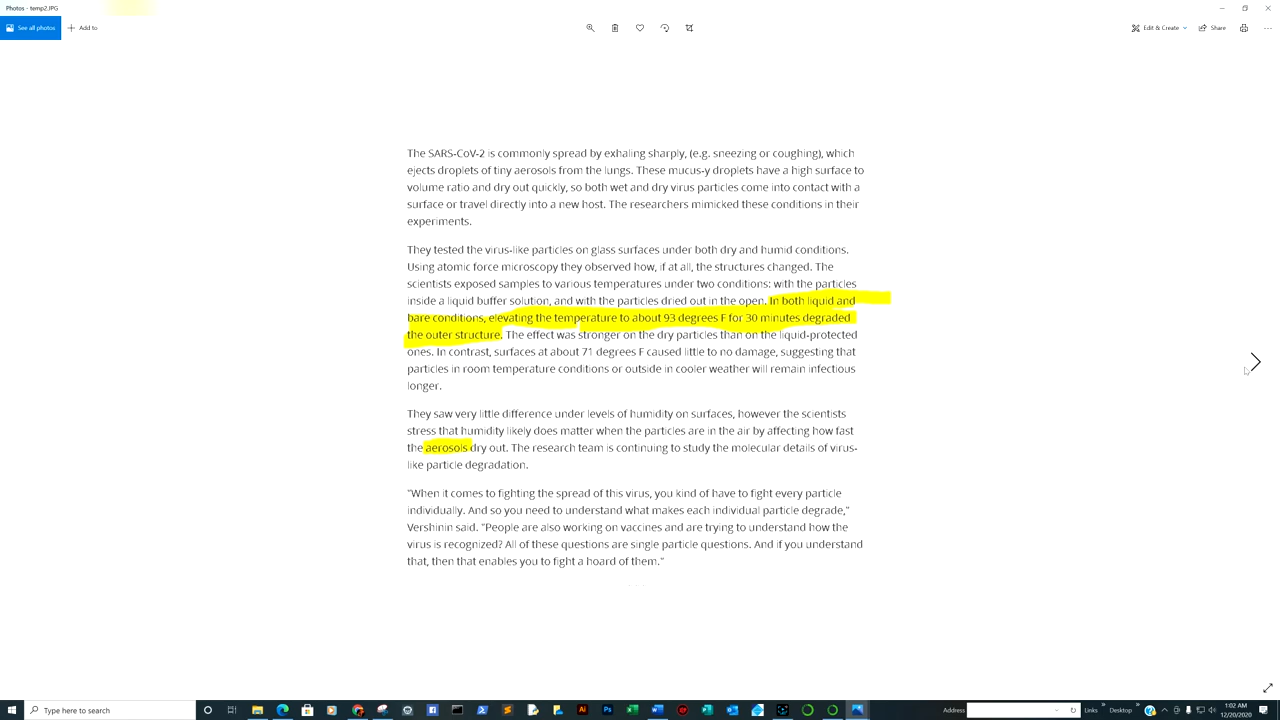 Photos - temp2.JPG
See all photos
Add to
Edit & Create
Share
The SARS-CoV-2 is commonly spread by exhaling sharply, (e.g. sneezing or coughing), which
ejects droplets of tiny aerosols from the lungs. These mucus-y droplets have a high surface to
volume ratio and dry out quickly, so both wet and dry virus particles come into contact with a
surface or travel directly into a new host. The researchers mimicked these conditions in their
experiments.
They tested the virus-like particles on glass surfaces under both dry and humid conditions.
Using atomic force microscopy they observed how, if at all, the structures changed. The
scientists exposed samples to various temperatures under two conditions: with the particles
inside a liquid buffer solution, and with the particles dried out in the open. In both liquid and
bare conditions, elevating the temperature to about 93 degrees F for 30 minutes degraded
the outer structure. The effect was stronger on the dry particles than on the liquid-protected
ones. In contrast, surfaces at about 71 degrees F caused little to no damage, suggesting that
particles in room temperature conditions or outside in cooler weather will remain infectious
longer.
They saw very little difference under levels of humidity on surfaces, however the scientists
stress that humidity likely does matter when the particles are in the air by affecting how fast
the aerosols dry out. The research team is continuing to study the molecular details of virus-
like particle degradation.
"When it comes to fighting the spread of this virus, you kind of have to fight every particle
individually. And so you need to understand what makes each individual particle degrade,"
Vershinin said. "People are also working on vaccines and are trying to understand how the
virus is recognized? All of these questions are single particle questions. And if you understand
that, then that enables you to fight a hoard of them."
Type here to search
Address
Links
Desktop
1:02 AM
12/20/2020